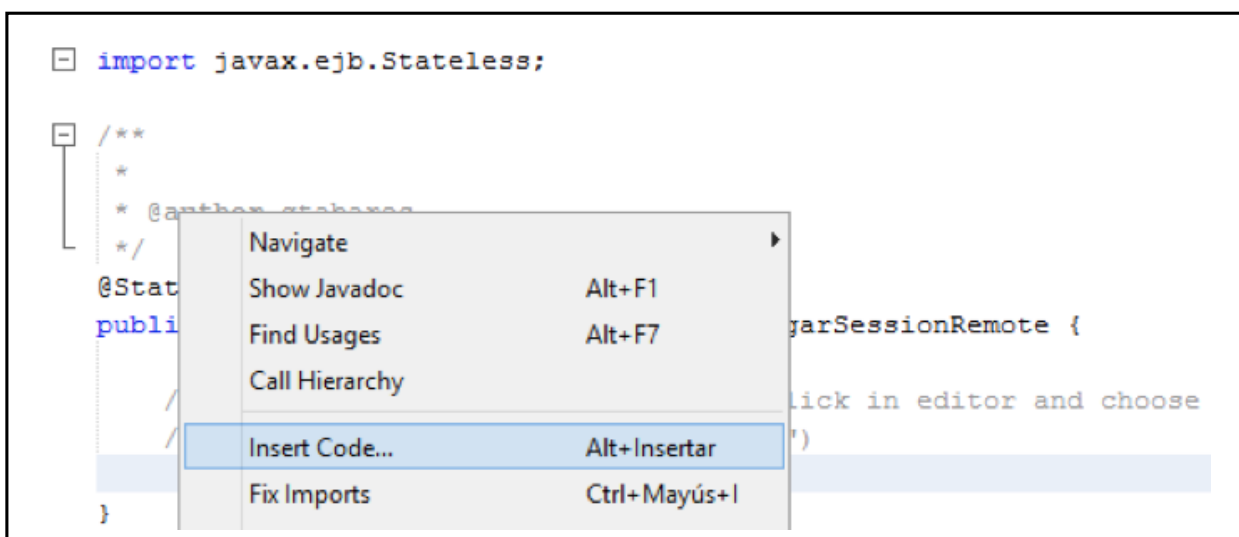 import javax.ejb.Stateless;
/**
*
* @author
*/
@Stat
publi garSessionRemote {
/ lick in editor and choose
/ ")
}
Navigate
Show Javadoc Alt+F1
Find Usages Alt+F7
Call Hierarchy
Insert Code... Alt+Insertar
Fix Imports Ctrl+Mayús+I